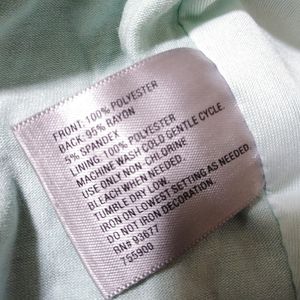 FRONT: 100% POLYESTER
BACK: 95% RAYON
5% SPANDEX
LINING: 100% POLYESTER
MACHINE WASH COLD GENTLE CYCLE.
USE ONLY NON-CHLORINE
BLEACH WHEN NEEDED.
TUMBLE DRY LOW.
IRON ON LOWEST SETTING AS NEEDED.
DO NOT IRON DECORATION.
RN# 93677
755900